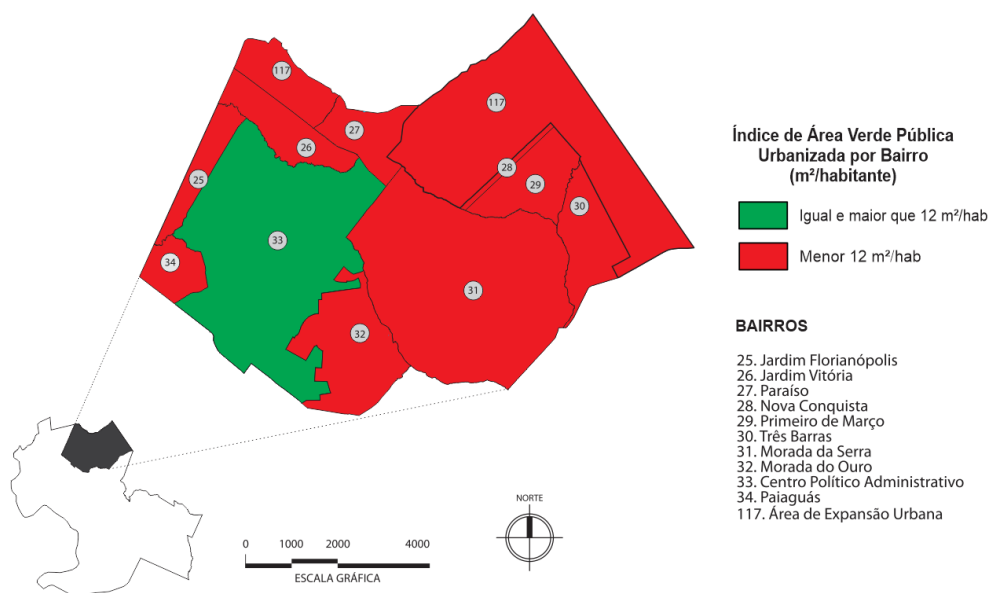 117
117
27
26
28
29
25
30
33
34
31
32
Índice de Área Verde Pública
Urbanizada por Bairro
(m²/habitante)
Igual e maior que 12 m²/hab
Menor 12 m²/hab
BAIRROS
25. Jardim Florianópolis
26. Jardim Vitória
27. Paraíso
28. Nova Conquista
29. Primeiro de Março
30. Três Barras
31. Morada da Serra
32. Morada do Ouro
33. Centro Político Administrativo
34. Paiaguás
117. Área de Expansão Urbana
NORTE
0 1000 2000 4000
ESCALA GRÁFICA